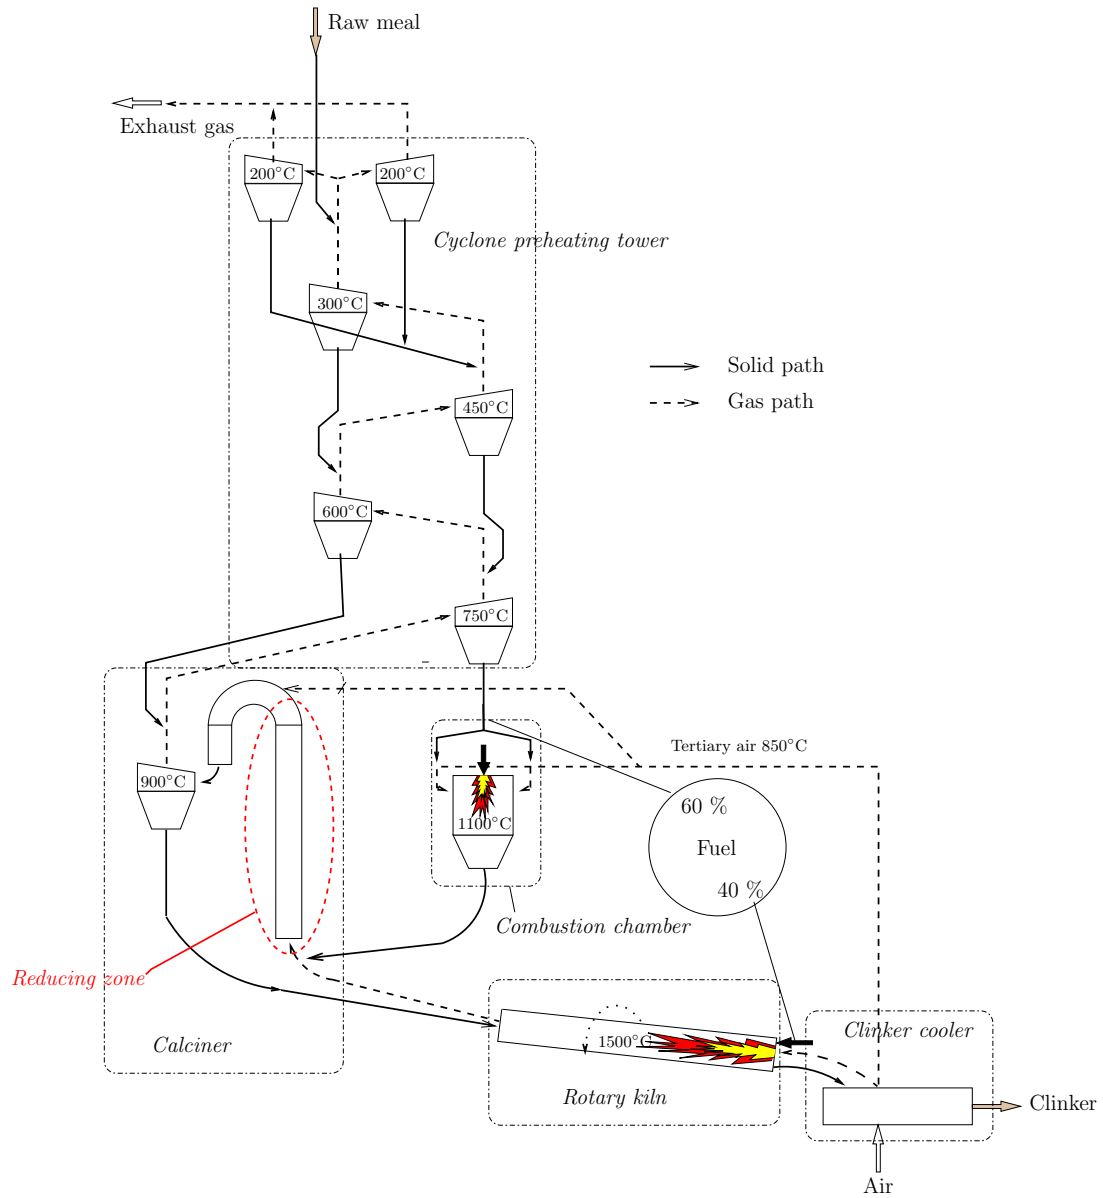 Raw meal
Exhaust gas
200°C
200°C
Cyclone preheating tower
300°C
Solid path
Gas path
450°C
600°C
750°C
Tertiary air 850°C
900°C
60 %
1100°C
Fuel
40 %
Combustion chamber
Reducing zone
Calciner
1500°C
Clinker cooler
Rotary kiln
Clinker
Air